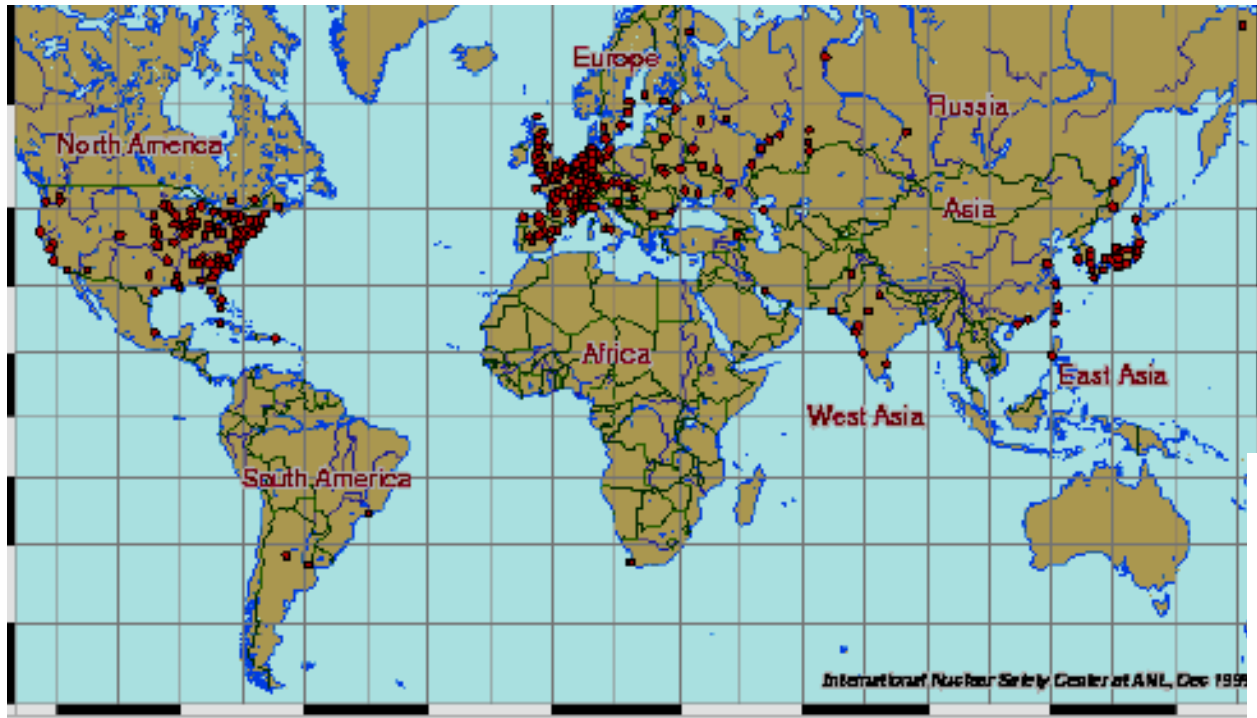 Europe
Russia
North America
Asia
Africa
East Asia
West Asia
South America
International Nuclear Safety Center at ANL, Dec 1999